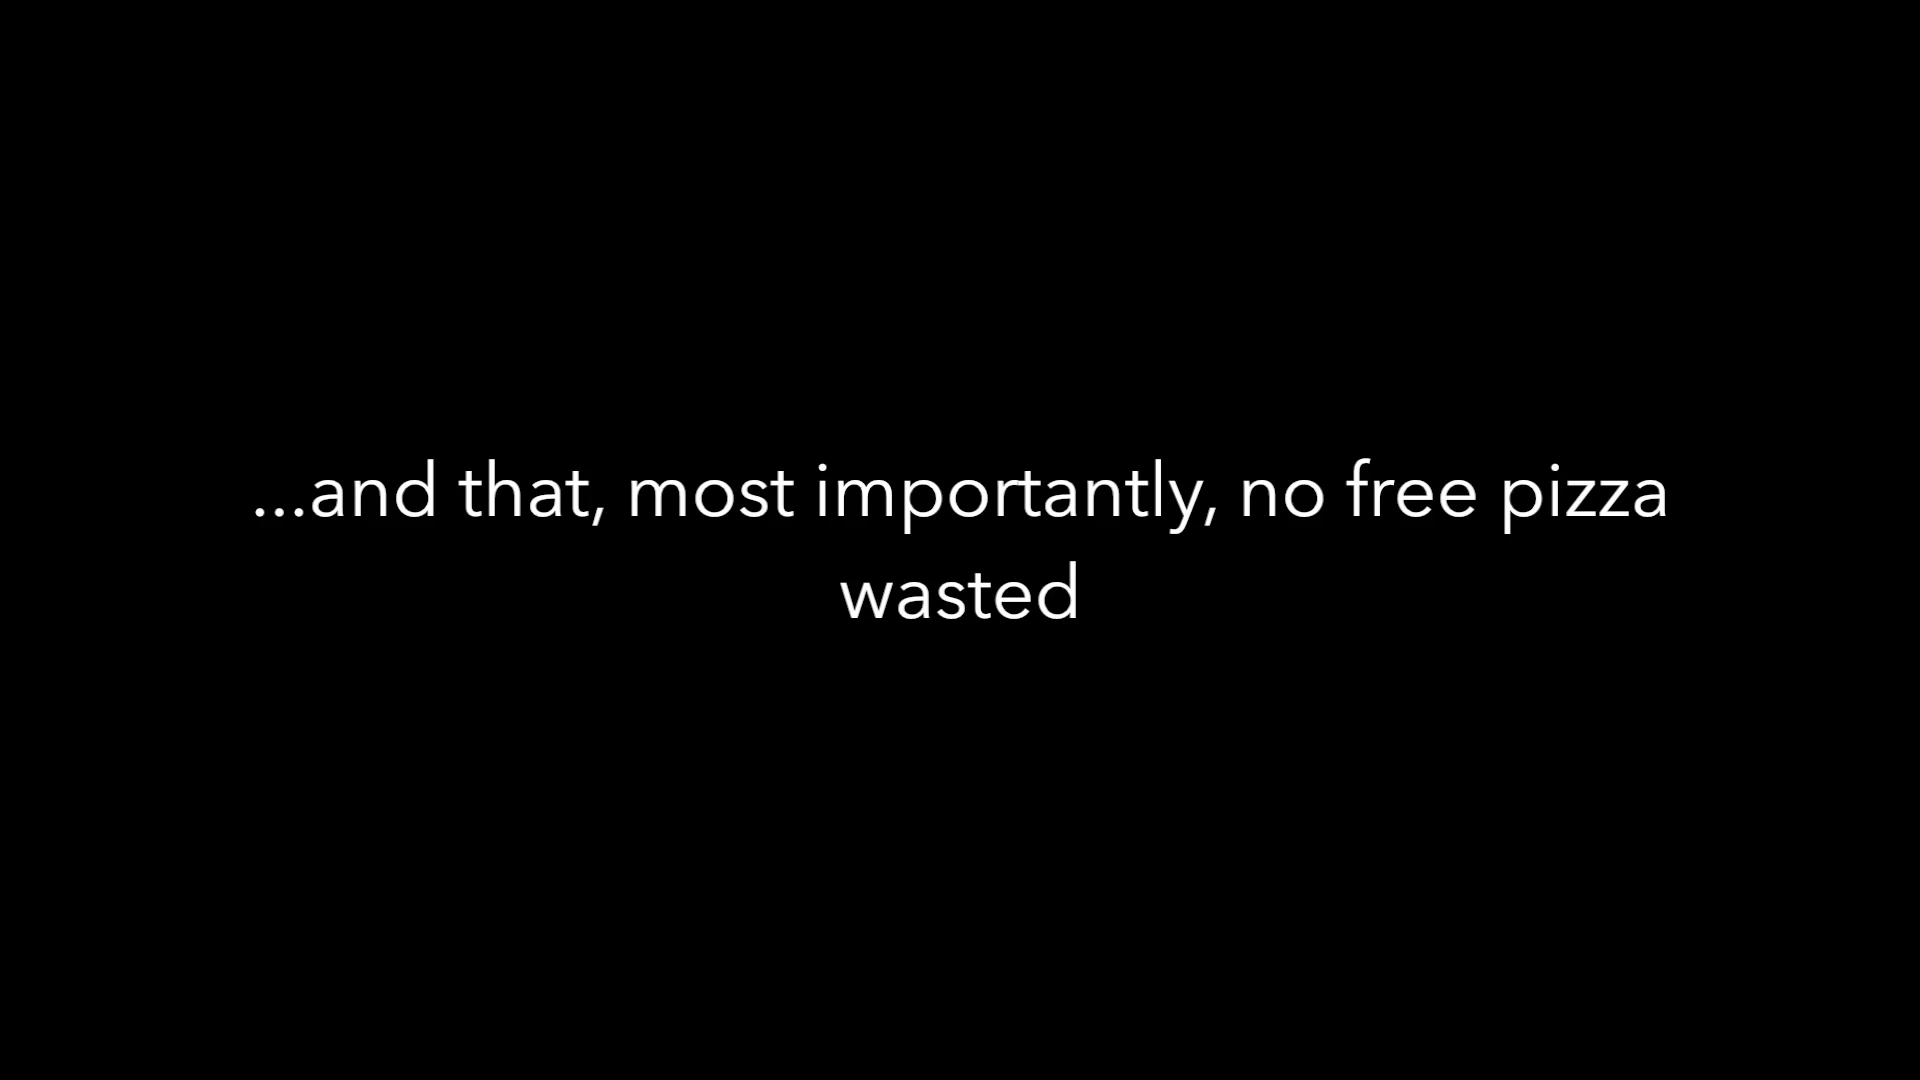 ...and that, most importantly, no free pizza
wasted